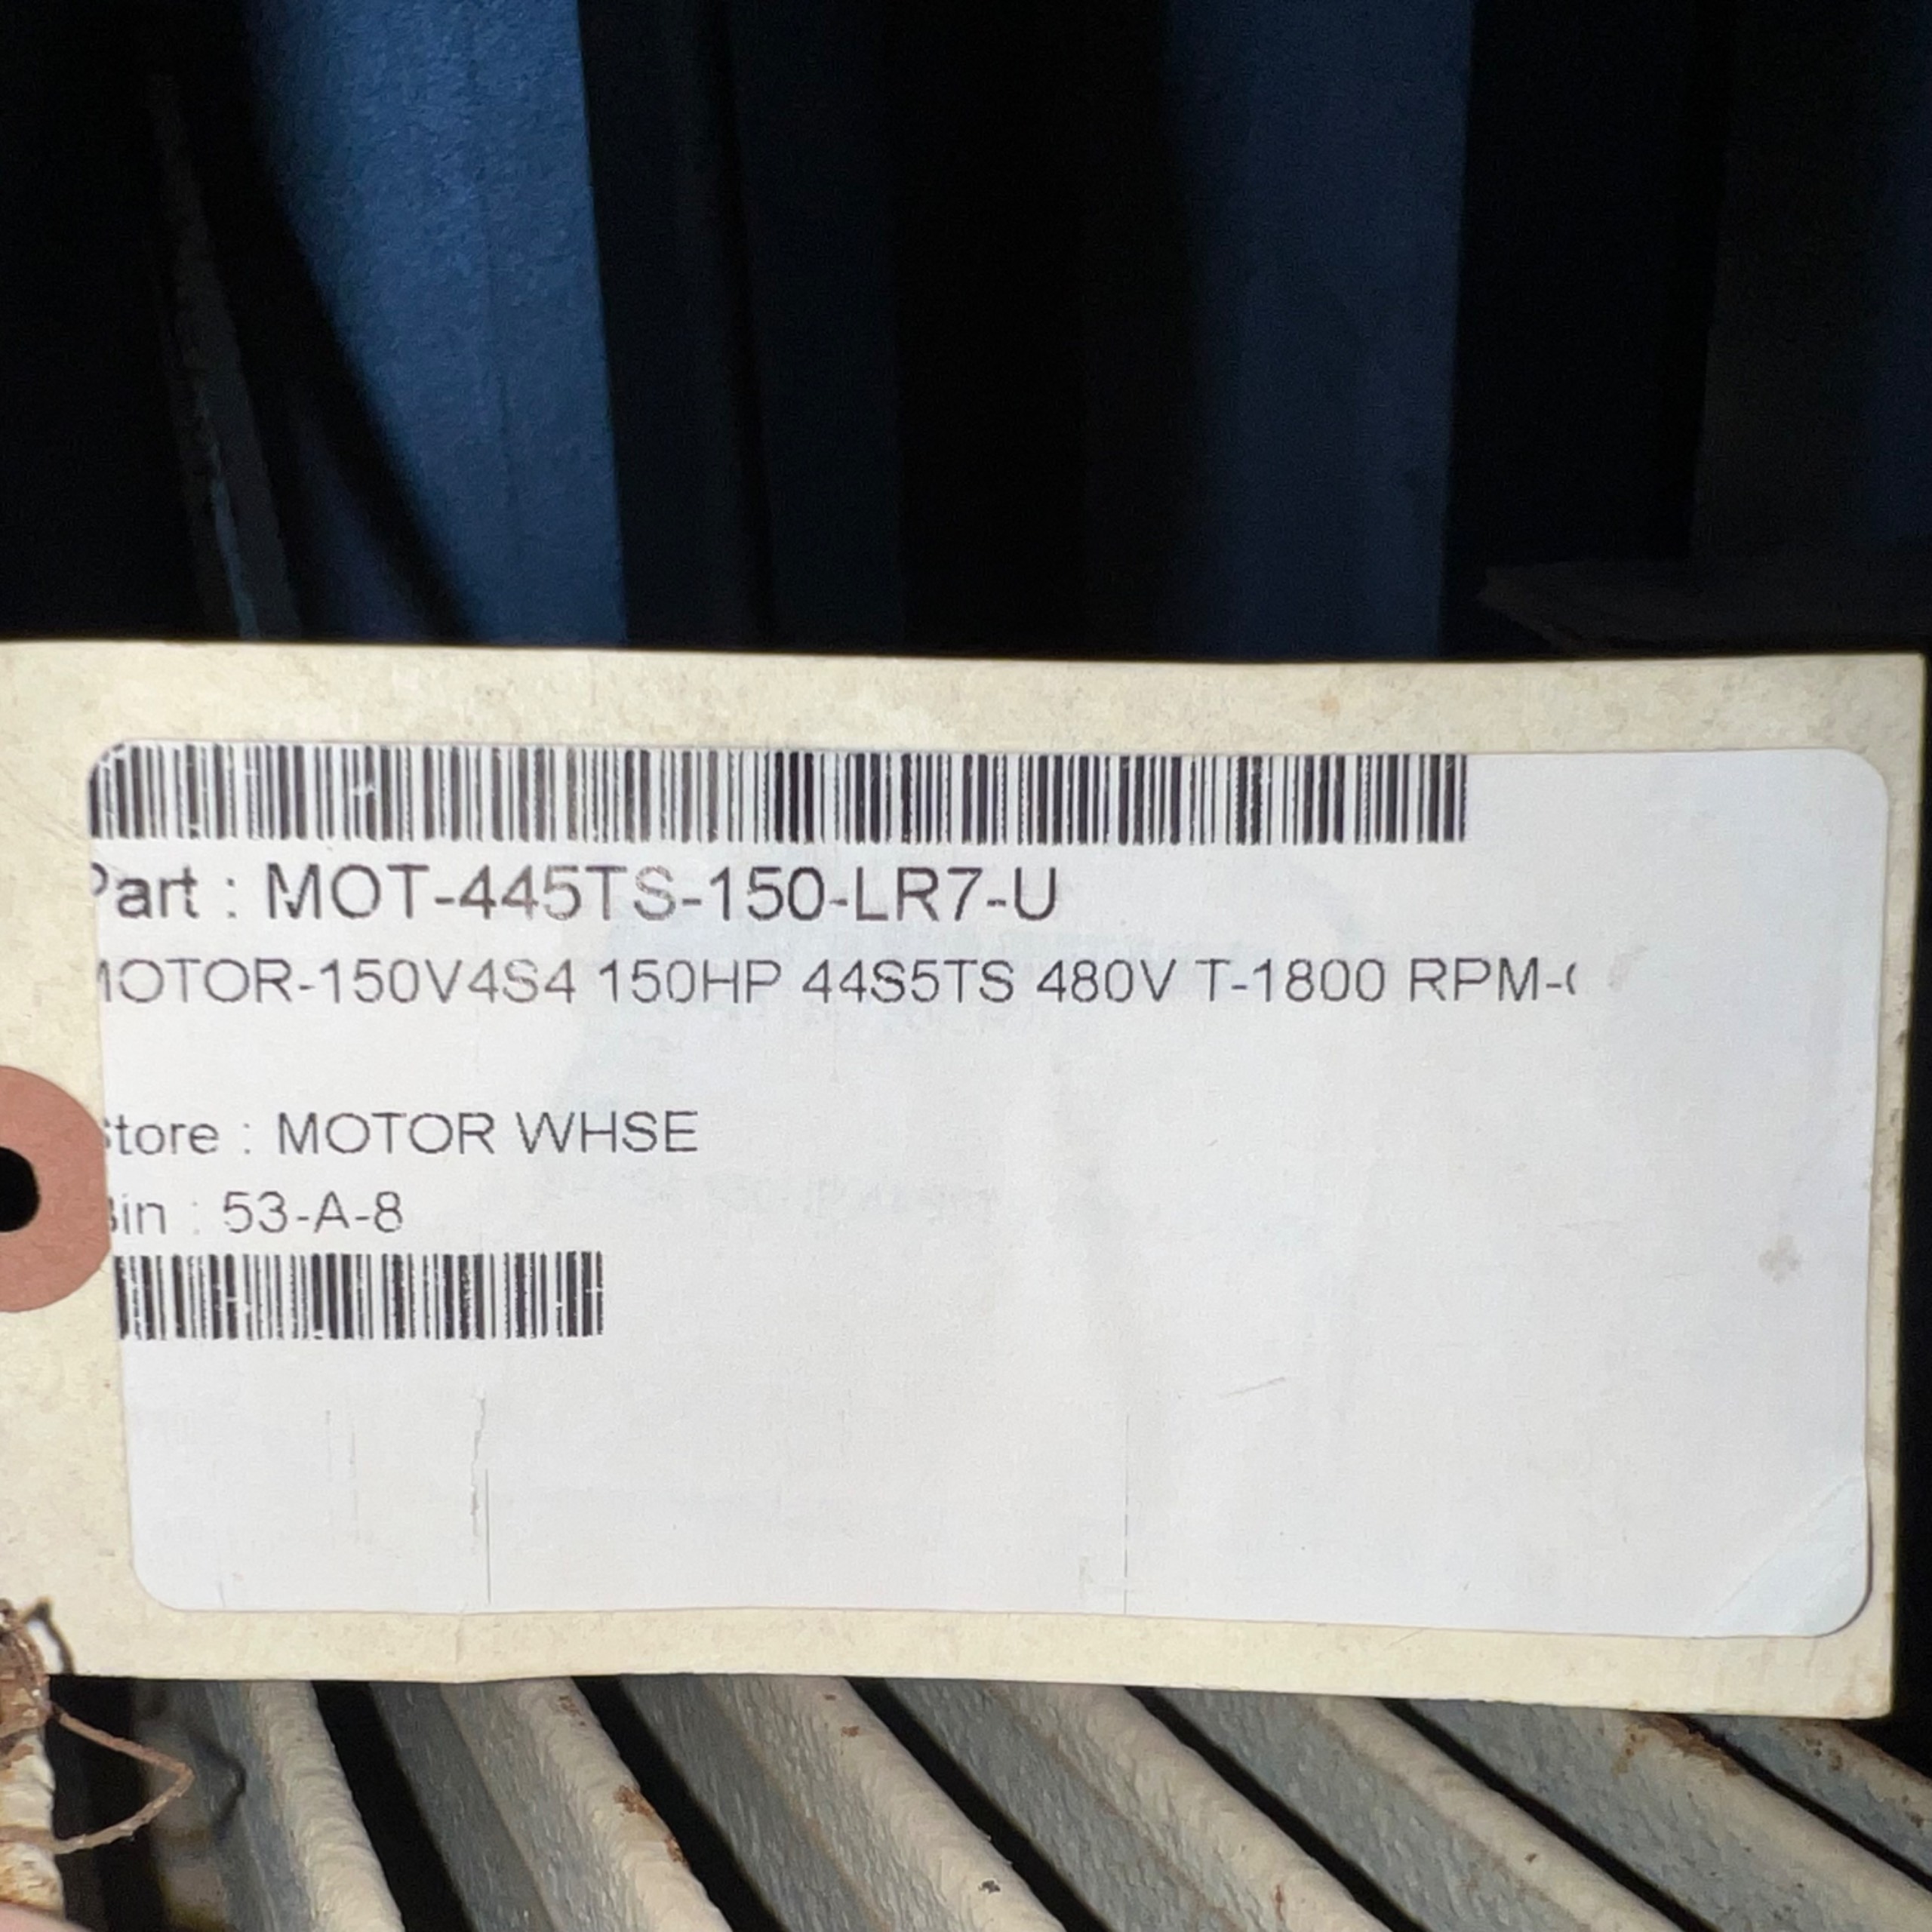 Part : MOT-445TS-150-LR7-U
MOTOR-150V4S4 150HP 44S5TS 480V T-1800 RPM-
Store : MOTOR WHSE
Bin : 53-A-8